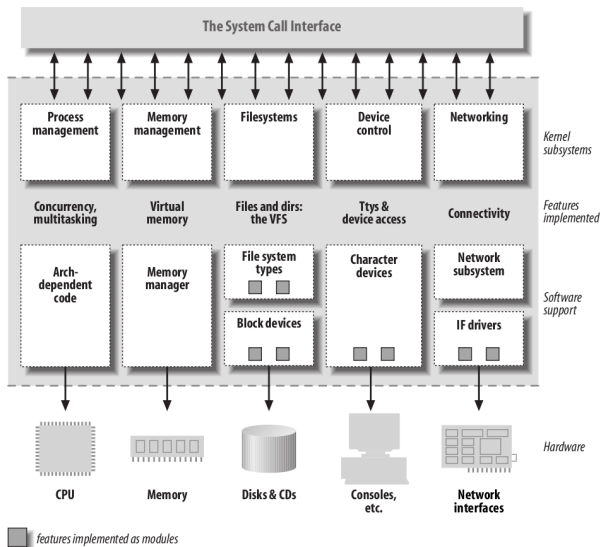 The System Call Interface
Process
management
Memory
management
Filesystems
Device
control
Networking
Kernel
subsystems
Concurrency,
multitasking
Virtual
memory
Files and dirs:
the VFS
Ttys &
device access
Connectivity
Features
implemented
Arch-
dependent
code
Memory
manager
File system
types
Block devices
Character
devices
Network
subsystem
IF drivers
Software
support
CPU
Memory
Disks & CDs
Consoles,
etc.
Network
interfaces
Hardware
features implemented as modules